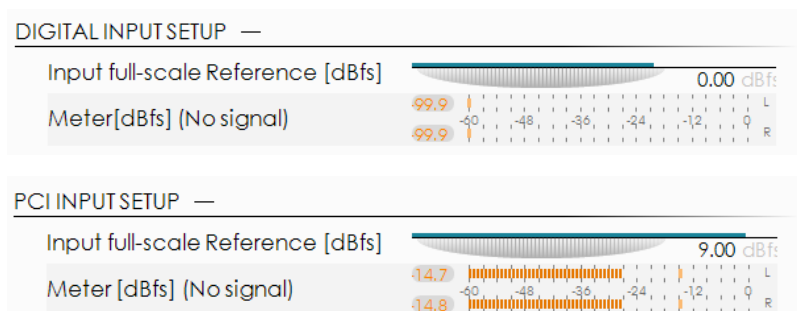 DIGITAL INPUT SETUP —
Input full-scale Reference [dBfs] 0.00 dBfs
Meter[dBfs] (No signal) -99.9 L
-60 -48 -36 -24 -12 0
-99.9 R
PCI INPUT SETUP —
Input full-scale Reference [dBfs] 9.00 dBfs
Meter [dBfs] (No signal) -14.7 L
-60 -48 -36 -24 -12 0
-14.8 R